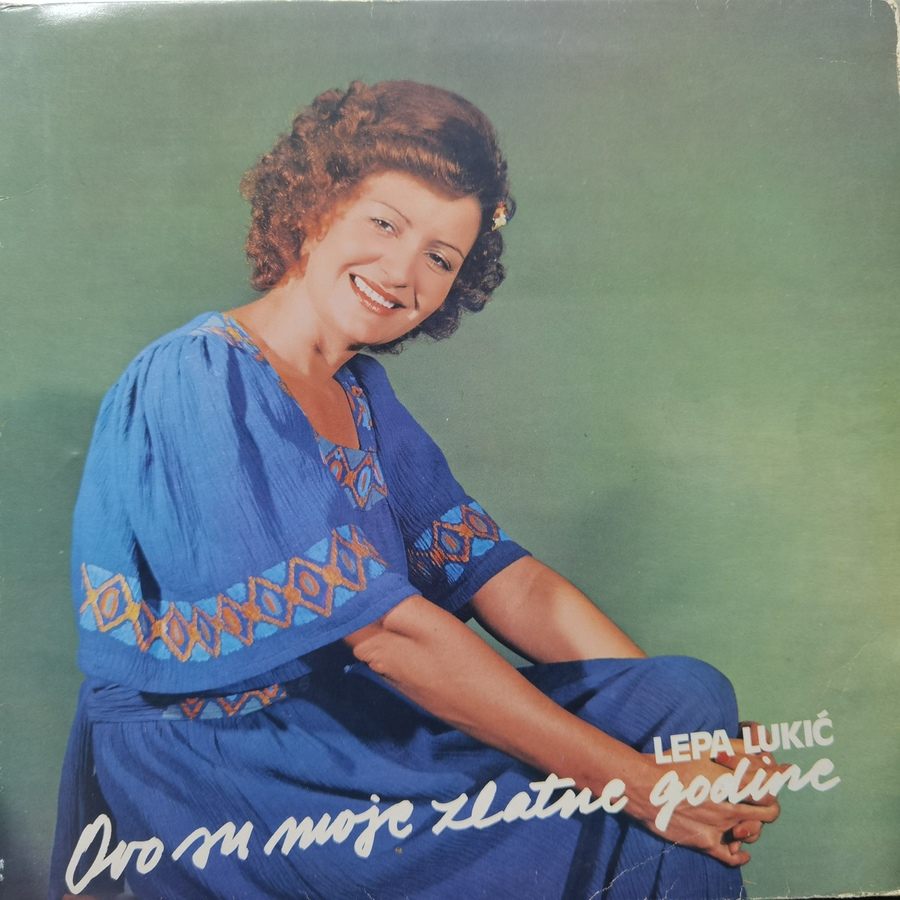 LEPA LUKIĆ
Ovo su moje zlatne godine